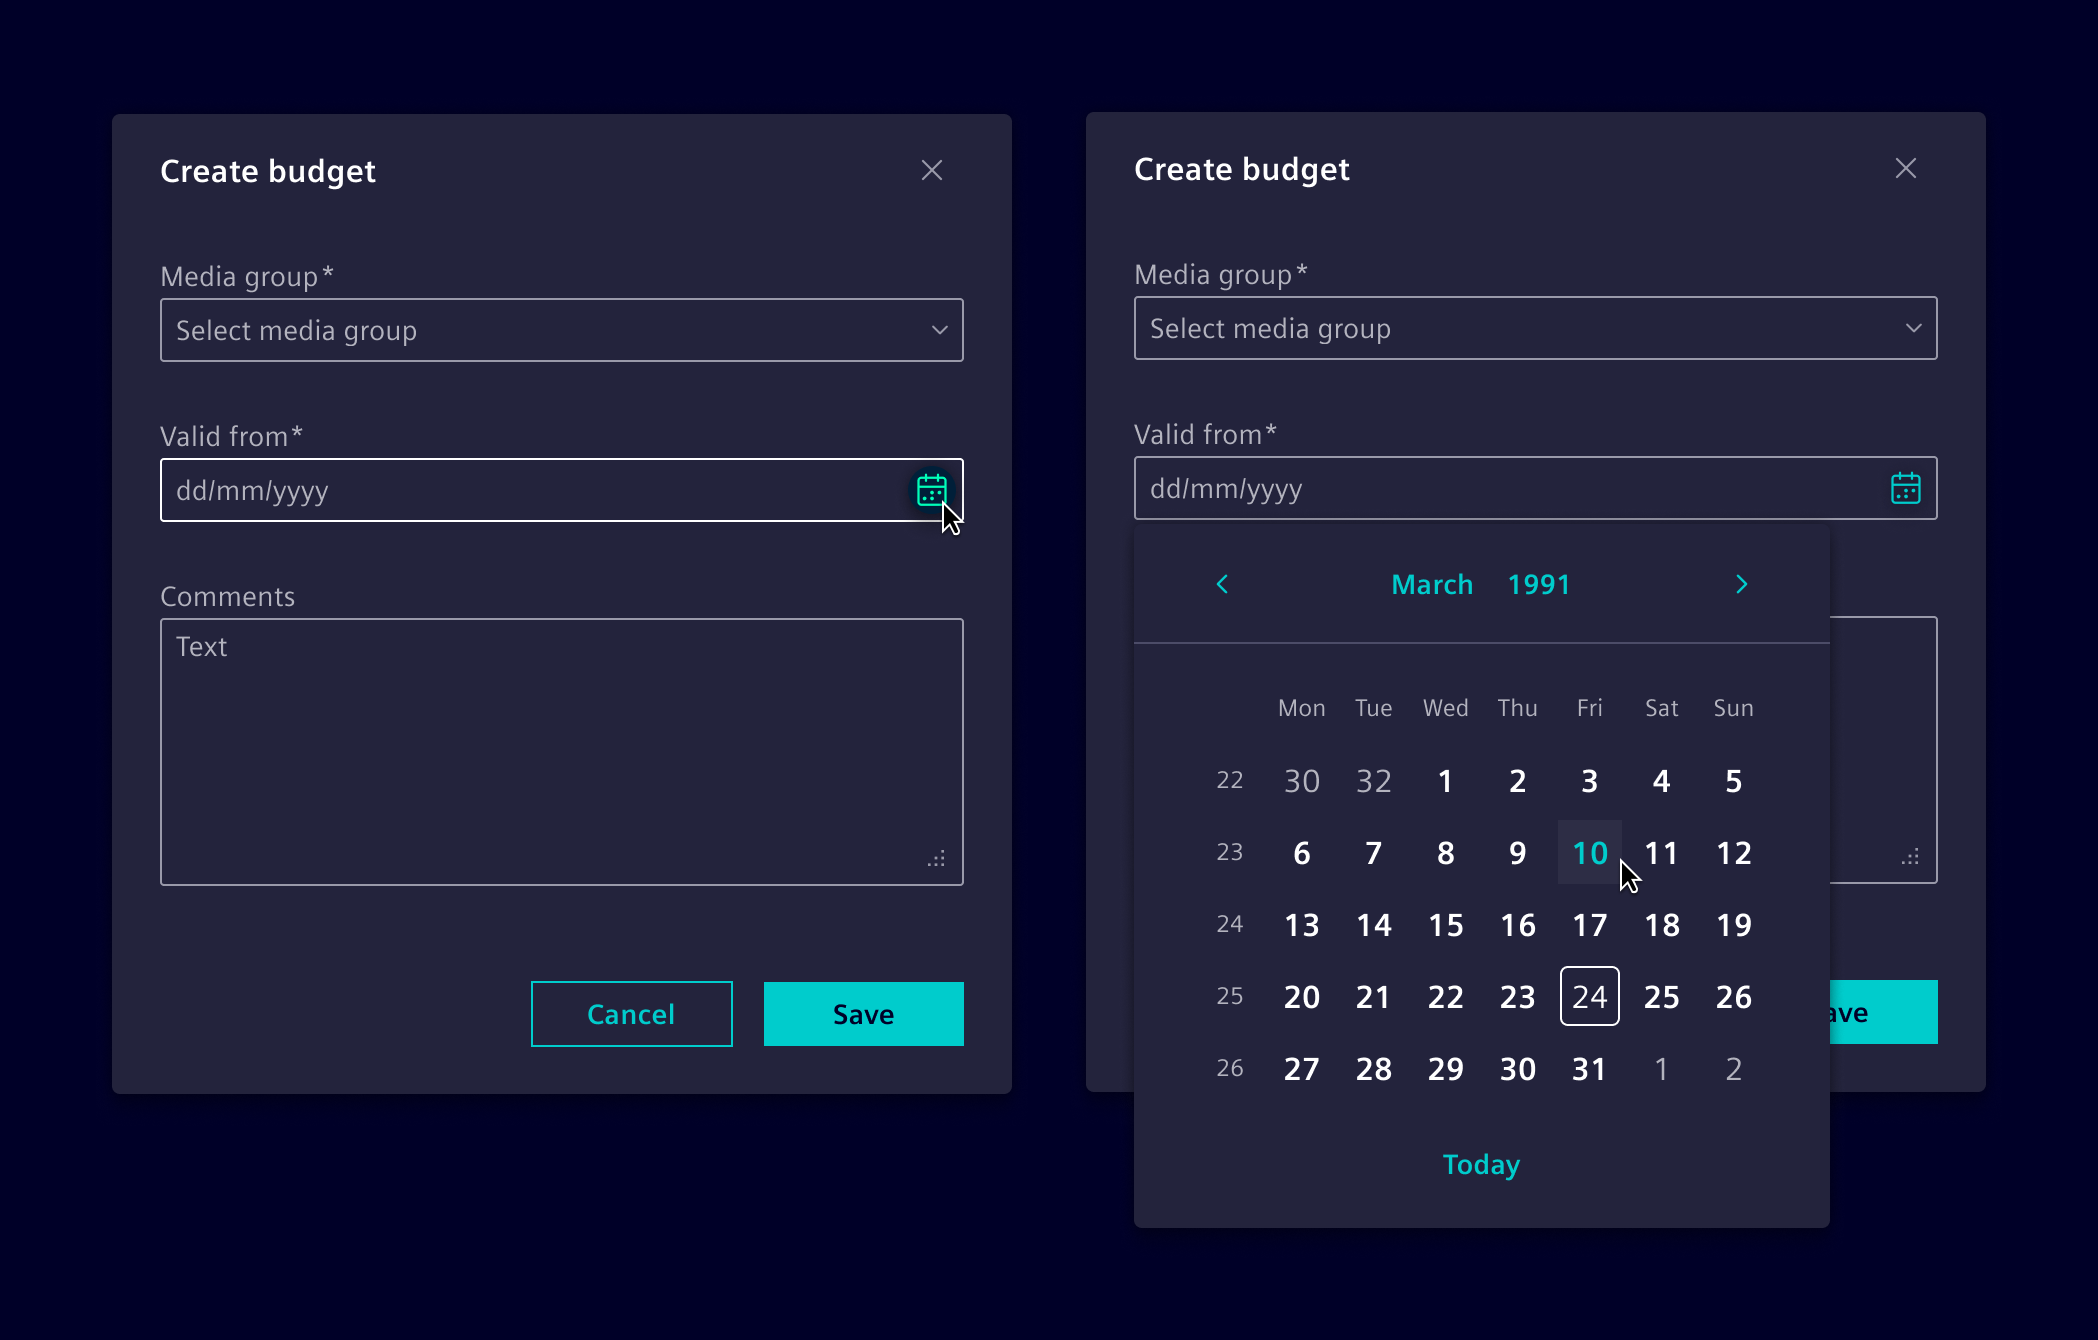 Create budget
Media group*
Select media group
Valid from*
dd/mm/yyyy
Comments
Text
Cancel
Save
Create budget
Media group*
Select media group
Valid from*
dd/mm/yyyy
March 1991
Mon Tue Wed Thu Fri Sat Sun
22 30 32 1 2 3 4 5
23 6 7 8 9 10 11 12
24 13 14 15 16 17 18 19
25 20 21 22 23 24 25 26
26 27 28 29 30 31 1 2
ave
Today